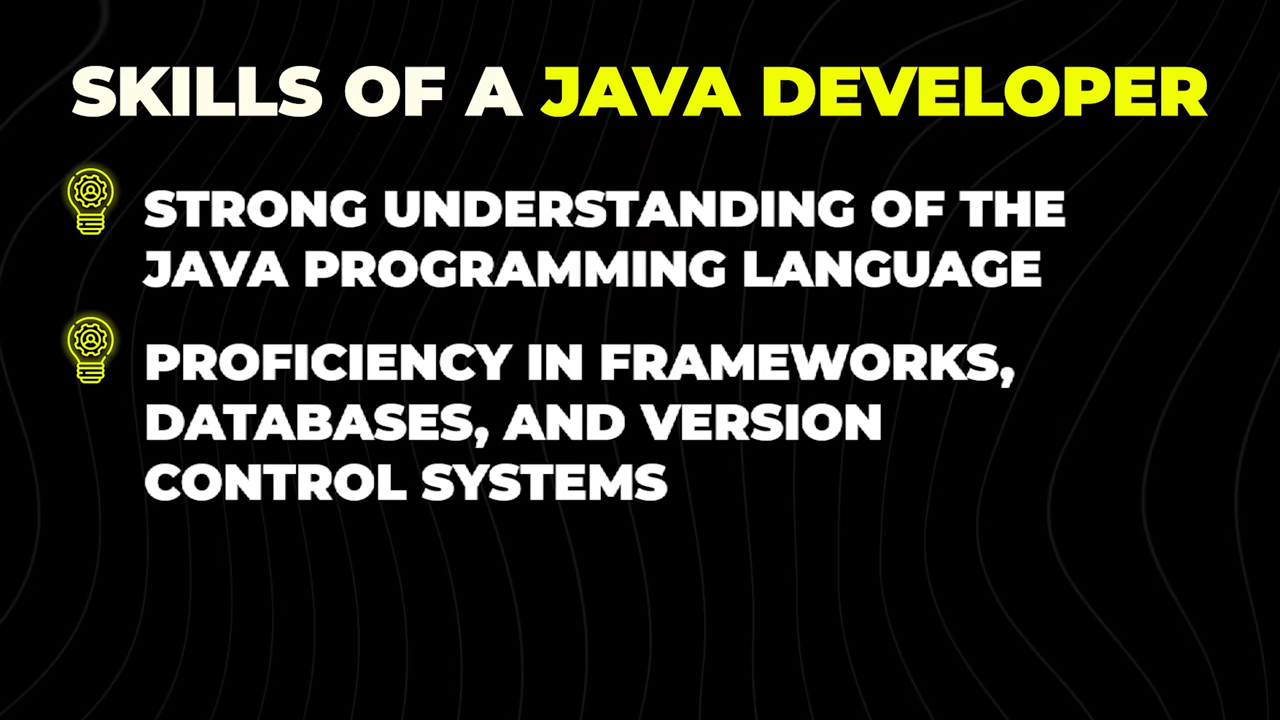 SKILLS OF A JAVA DEVELOPER
STRONG UNDERSTANDING OF THE
JAVA PROGRAMMING LANGUAGE
PROFICIENCY IN FRAMEWORKS,
DATABASES, AND VERSION
CONTROL SYSTEMS